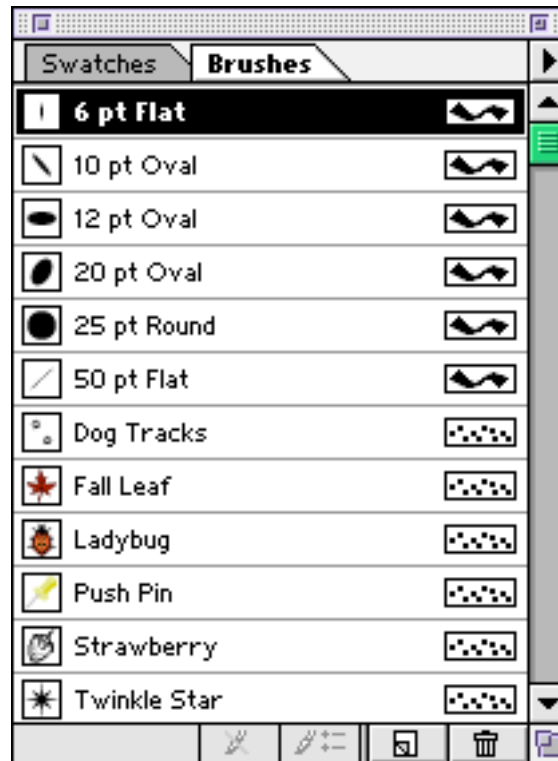 Swatches Brushes
6 pt Flat
10 pt Oval
12 pt Oval
20 pt Oval
25 pt Round
50 pt Flat
Dog Tracks
Fall Leaf
Ladybug
Push Pin
Strawberry
Twinkle Star